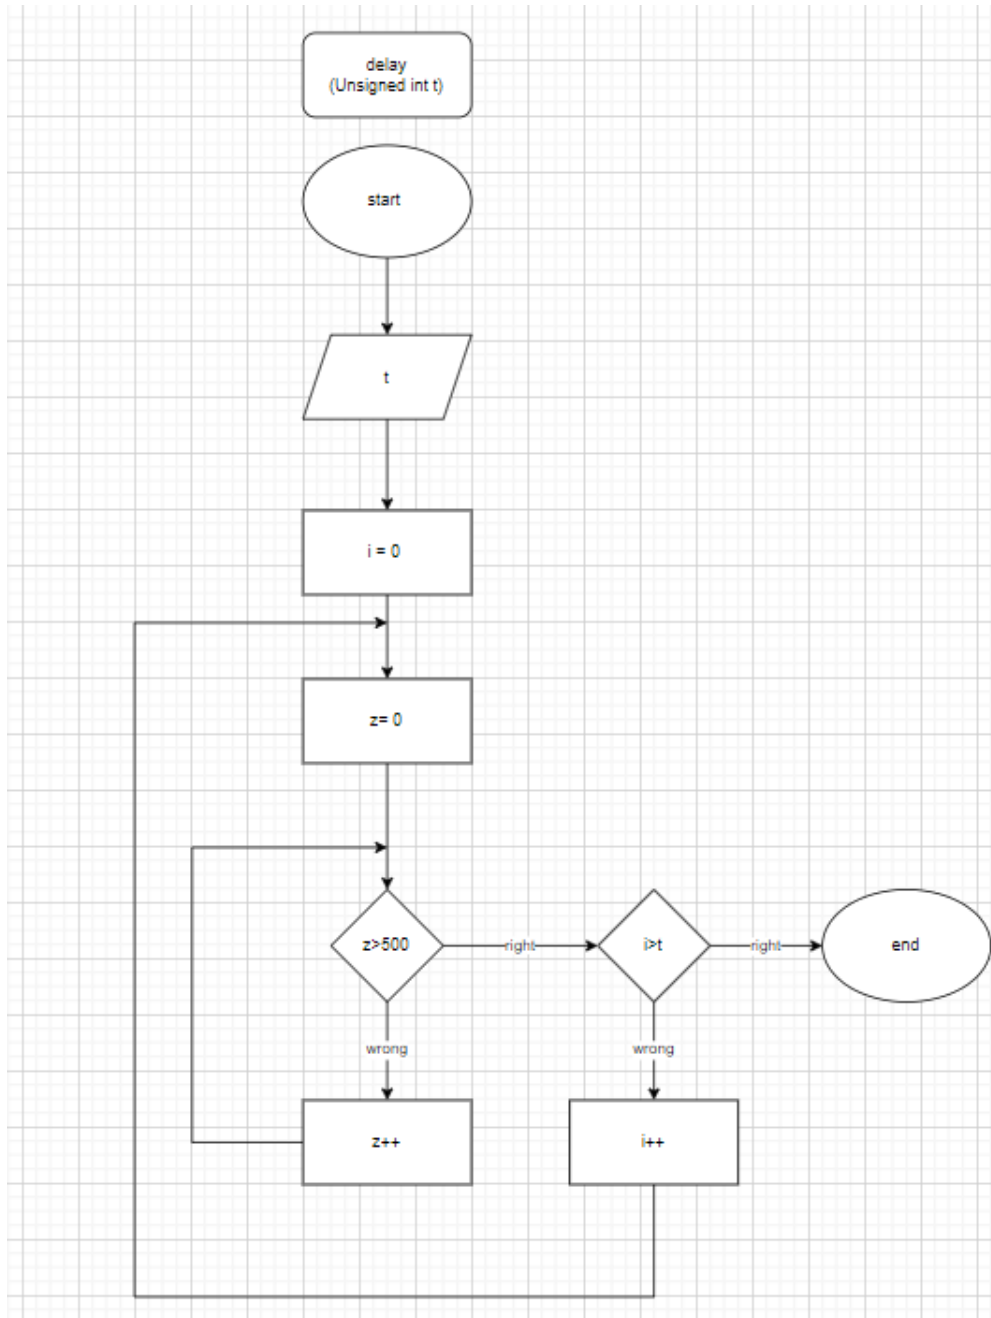 delay
(Unsigned int t)
start
t
i = 0
z= 0
z>500
right
i>t
right
end
wrong
wrong
z++
i++